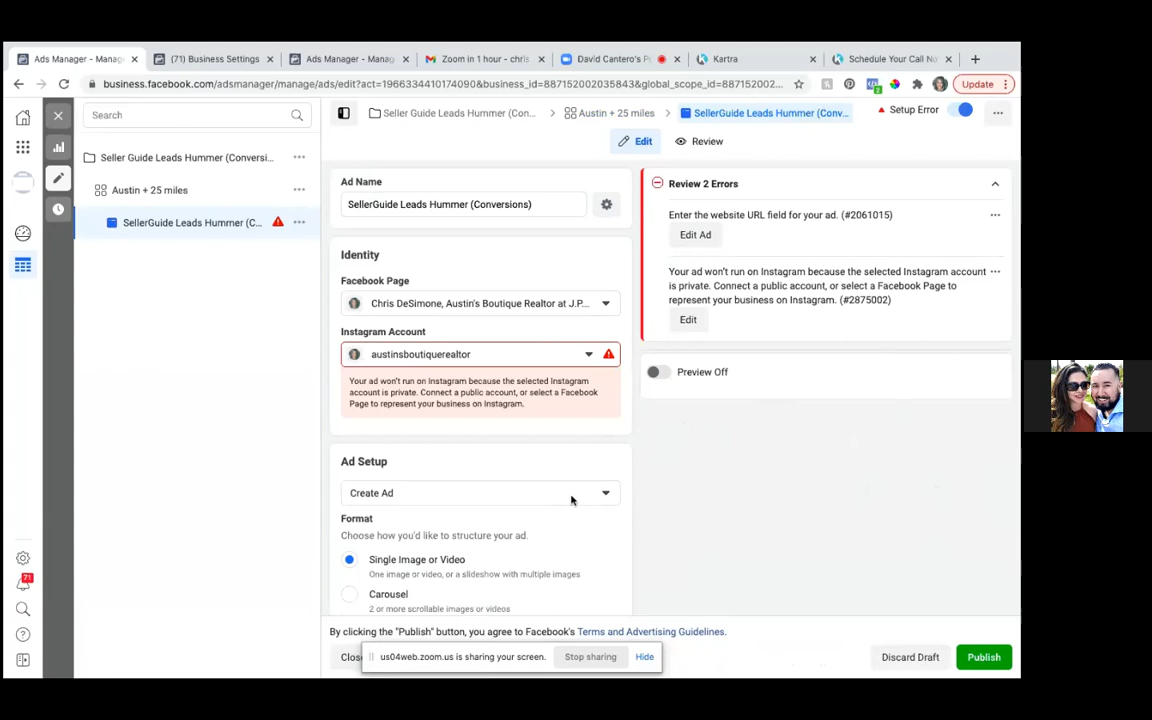 Ads Manager - Manag
(71) Business Settings
Ads Manager - Manag
Zoom in 1 hour - chris
David Cantero's P
Kartra
Schedule Your Call No
business.facebook.com/adsmanager/manage/ads/edit?act=1966334410174090&business_id=887152002035843&global_scope_id=887152002...
Update
2
Search
Seller Guide Leads Hummer (Conversi...
Austin + 25 miles
SellerGuide Leads Hummer (C...
71
Seller Guide Leads Hummer (Con...
Austin + 25 miles
SellerGuide Leads Hummer (Conv...
Setup Error
Edit
Review
Ad Name
SellerGuide Leads Hummer (Conversions)
Identity
Facebook Page
Chris DeSimone, Austin's Boutique Realtor at J.P...
Instagram Account
austinsboutiquerealtor
Your ad won't run on Instagram because the selected Instagram
account is private. Connect a public account, or select a Facebook
Page to represent your business on Instagram.
Ad Setup
Create Ad
Format
Choose how you'd like to structure your ad.
Single Image or Video
One image or video, or a slideshow with multiple images
Carousel
2 or more scrollable images or videos
Review 2 Errors
Enter the website URL field for your ad. (#2061015)
Edit Ad
Your ad won't run on Instagram because the selected Instagram account
is private. Connect a public account, or select a Facebook Page to
represent your business on Instagram. (#2875002)
Edit
Preview Off
By clicking the "Publish" button, you agree to Facebook's Terms and Advertising Guidelines.
Clos
us04web.zoom.us is sharing your screen.
Stop sharing
Hide
Discard Draft
Publish